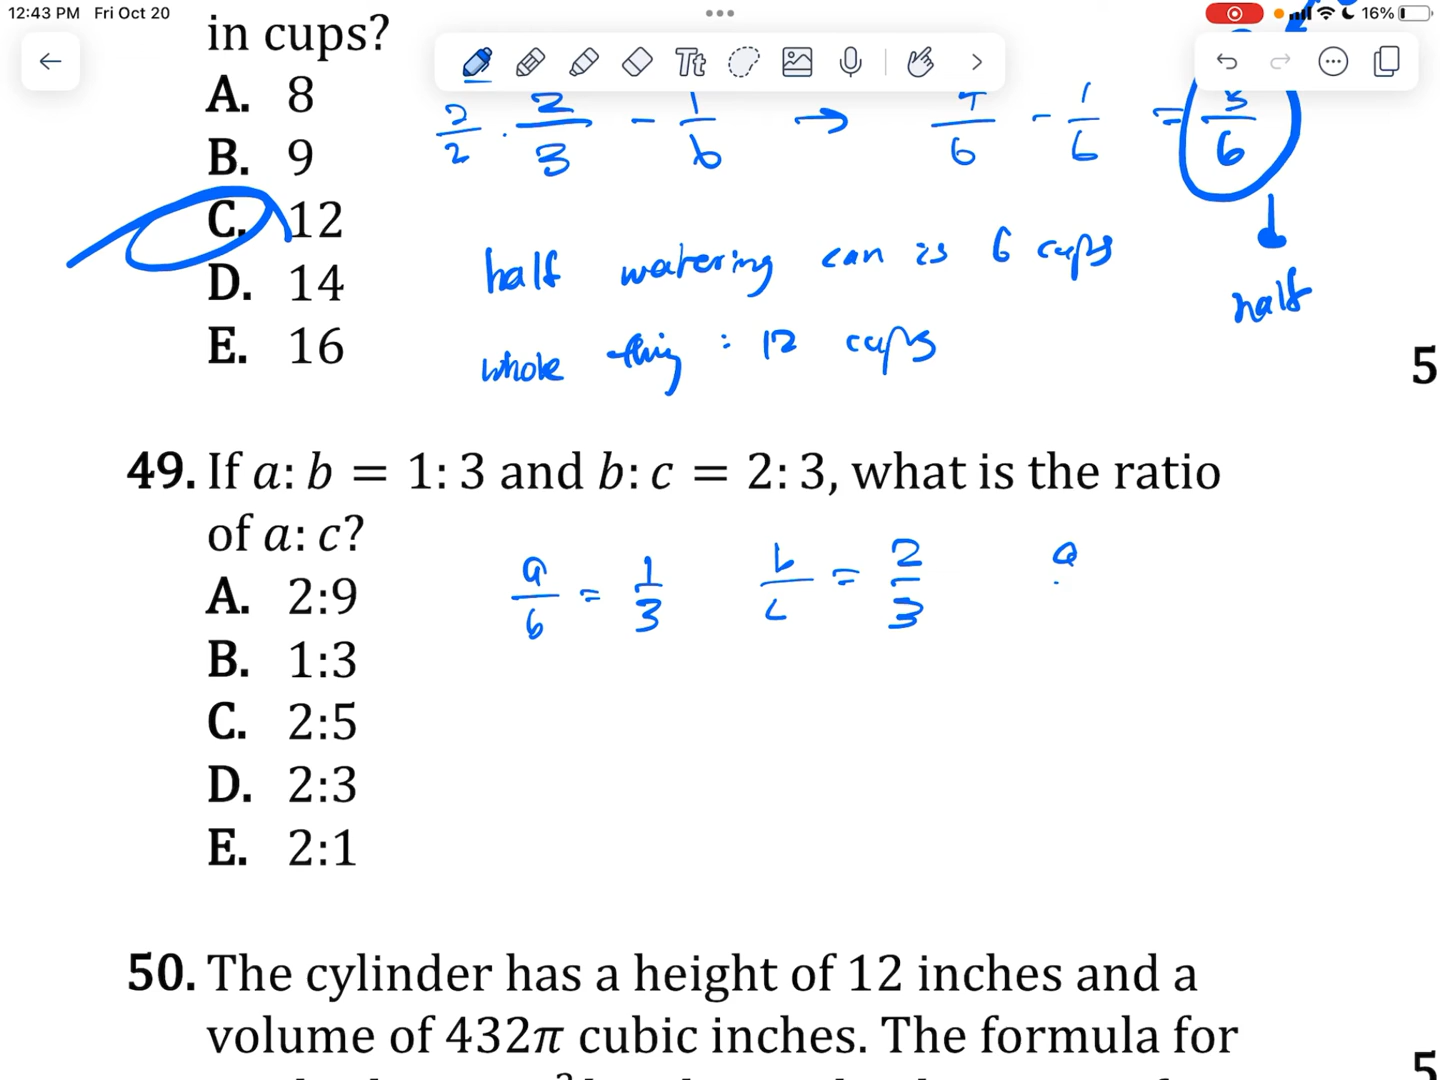 12:43 PM Fri Oct 20
16%
in cups?
Tt
A. 8
B. 9
C. 12
D. 14
E. 16
2/2 · 2/3 - 1/6 → 4/6 - 1/6 = 3/6
half watering can is 6 cups
half
whole thing : 12 cups
5
49. If a: b = 1: 3 and b: c = 2: 3, what is the ratio
of a: c?
a/b = 1/3 b/c = 2/3 a
A. 2:9
B. 1:3
C. 2:5
D. 2:3
E. 2:1
50. The cylinder has a height of 12 inches and a
volume of 432π cubic inches. The formula for
5